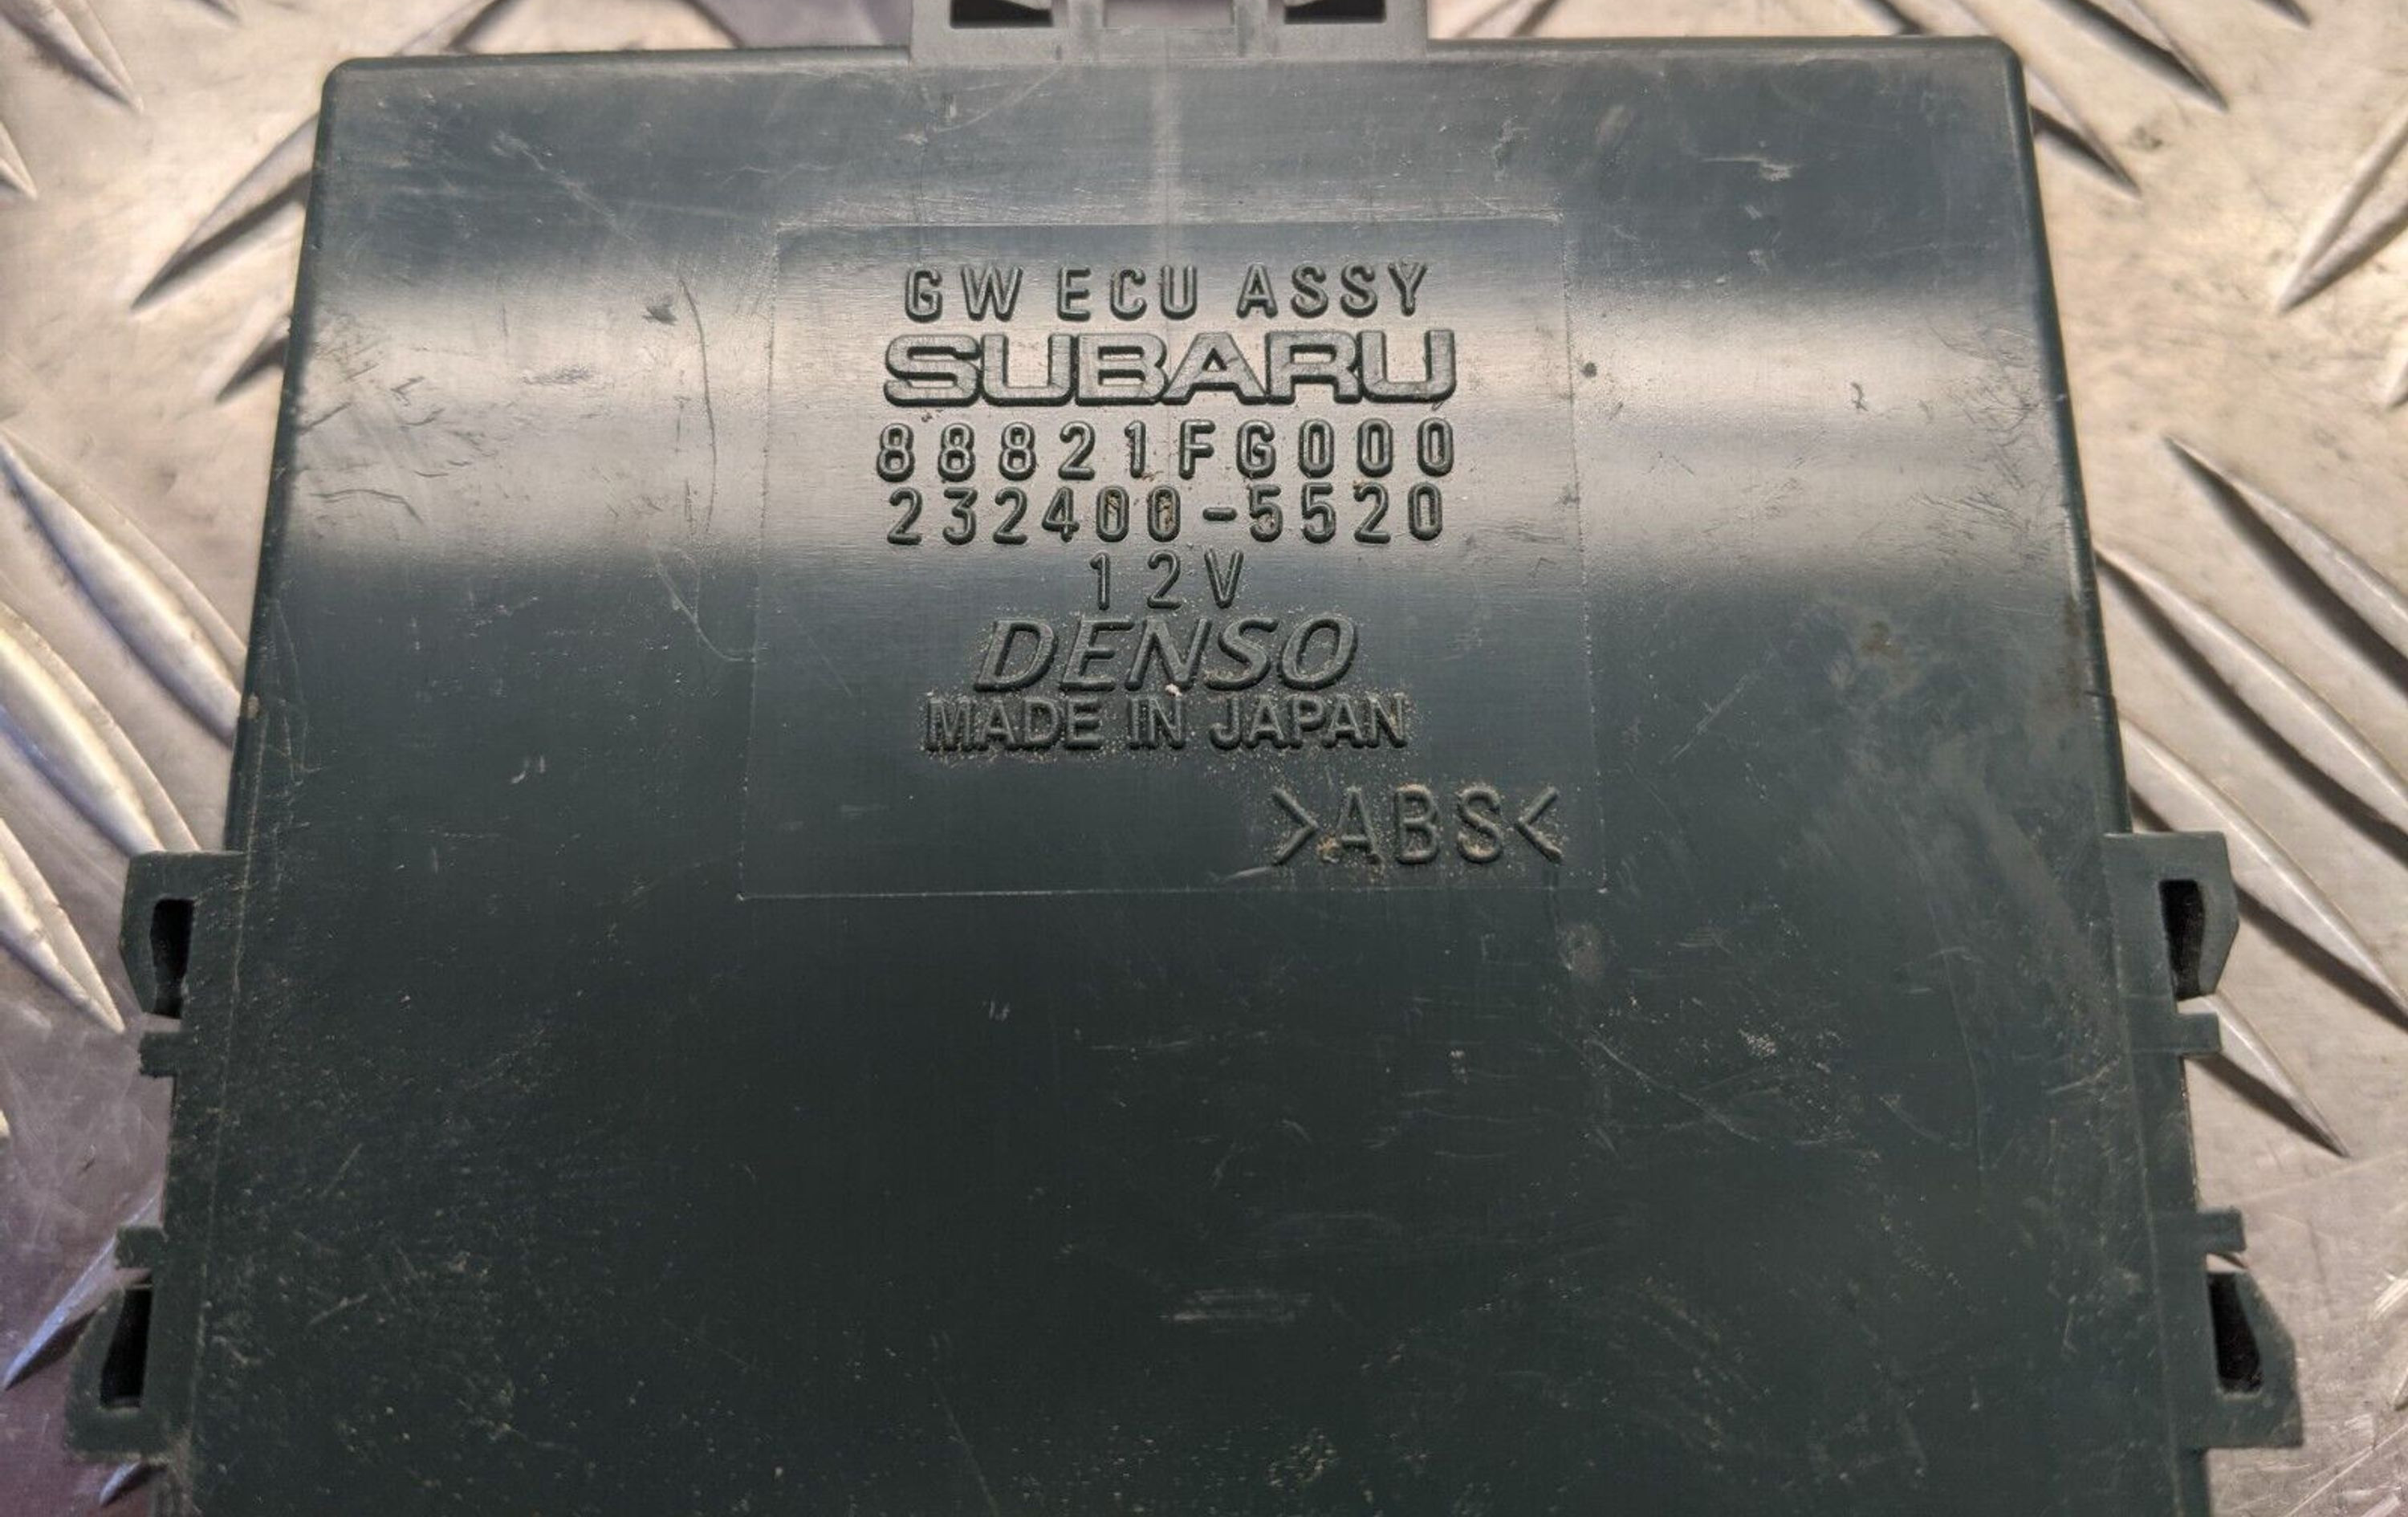 GW ECU ASSY
SUBARU
88821FG000
232400-5520
12V
DENSO
MADE IN JAPAN
>ABS<